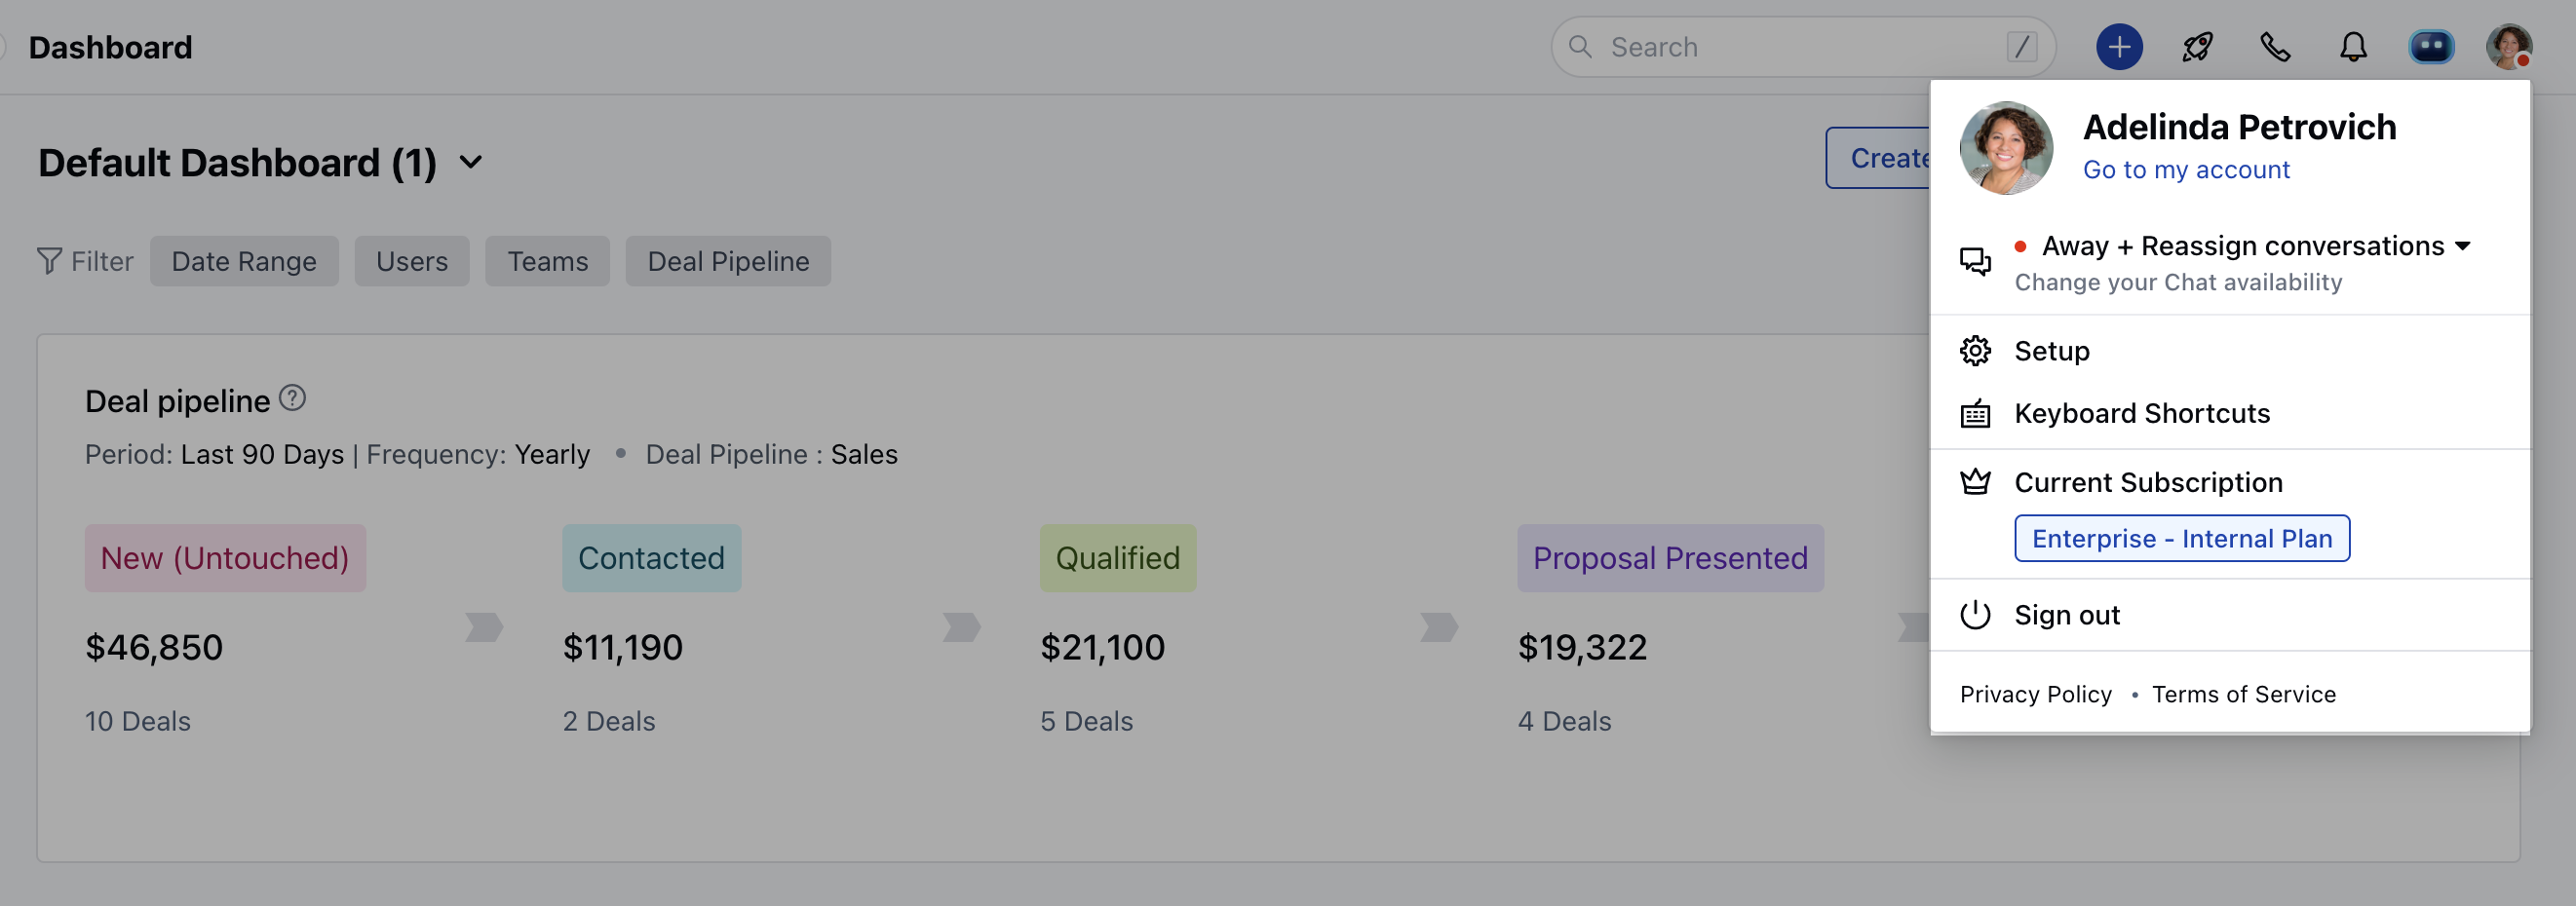 Dashboard
Search /
Default Dashboard (1)
Create
Filter Date Range Users Teams Deal Pipeline
Deal pipeline ?
Period: Last 90 Days | Frequency: Yearly • Deal Pipeline : Sales
New (Untouched) Contacted Qualified Proposal Presented
$46,850 $11,190 $21,100 $19,322
10 Deals 2 Deals 5 Deals 4 Deals
Adelinda Petrovich
Go to my account
Away + Reassign conversations
Change your Chat availability
Setup
Keyboard Shortcuts
Current Subscription
Enterprise - Internal Plan
Sign out
Privacy Policy • Terms of Service